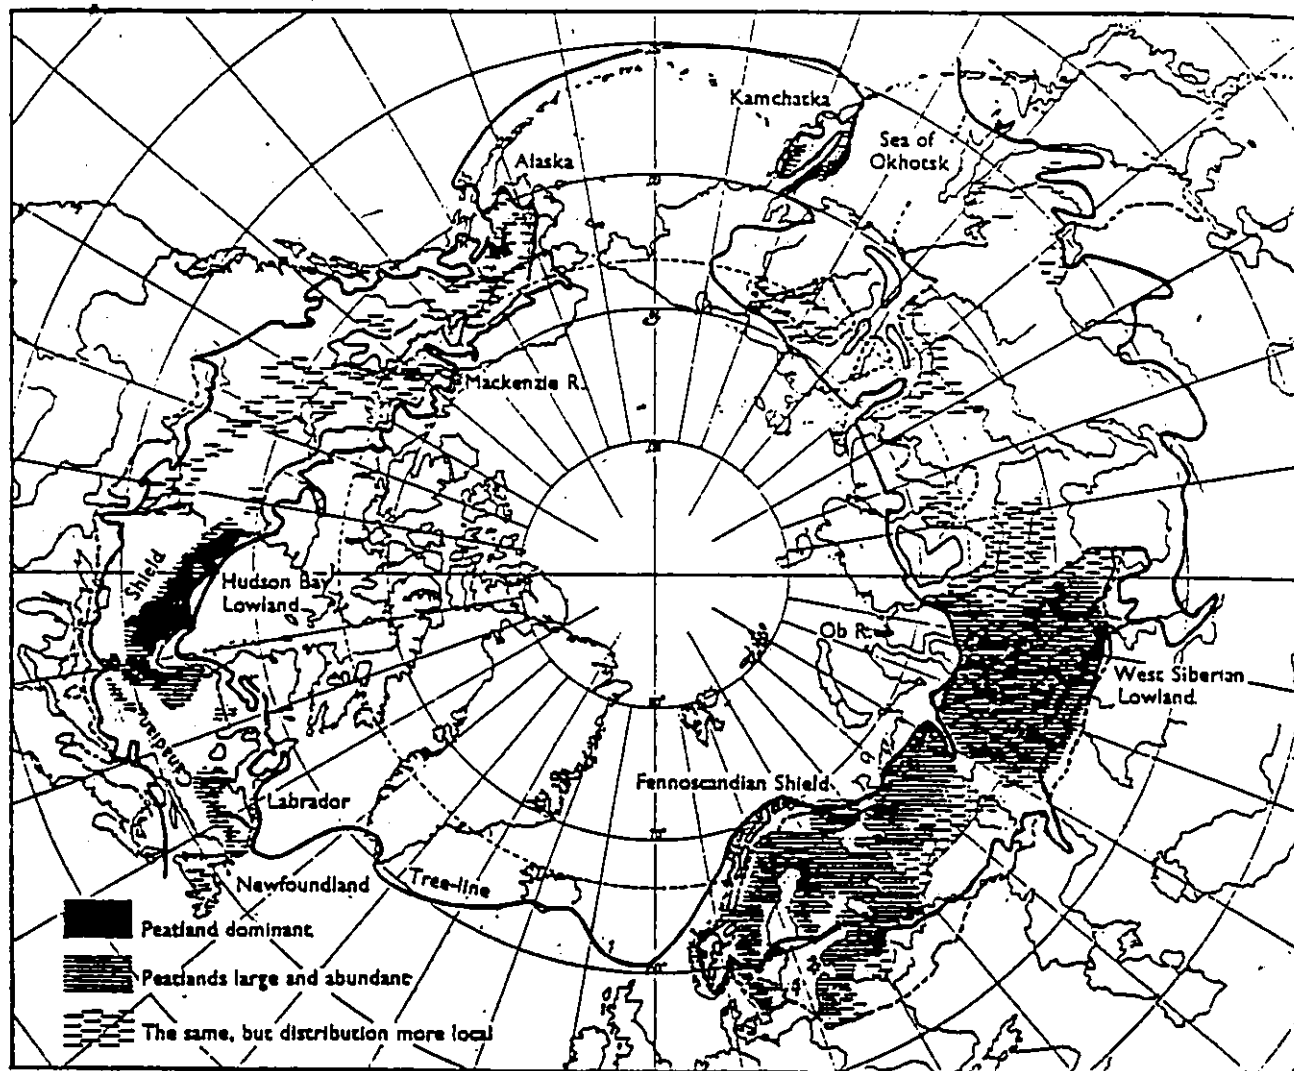 Kamchatka
Sea of
Okhotsk
Alaska
Mackenzie R.
Shield
Hudson Bay
Lowland
Ob R.
West Siberian
Lowland
Canadian
Fennoscandian Shield
Labrador
Tree-line
Newfoundland
Peatland dominant
Peatlands large and abundant
The same, but distribution more local